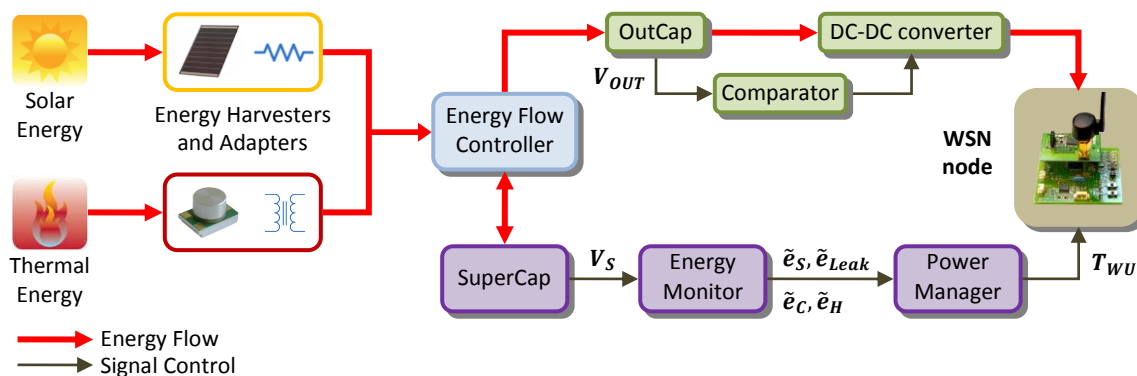 Solar
Energy
Energy Harvesters
and Adapters
Thermal
Energy
Energy Flow
Controller
OutCap
DC-DC converter
V_OUT
Comparator
WSN
node
SuperCap
V_S
Energy
Monitor
ẽ_S, ẽ_Leak
ẽ_C, ẽ_H
Power
Manager
T_WU
Energy Flow
Signal Control